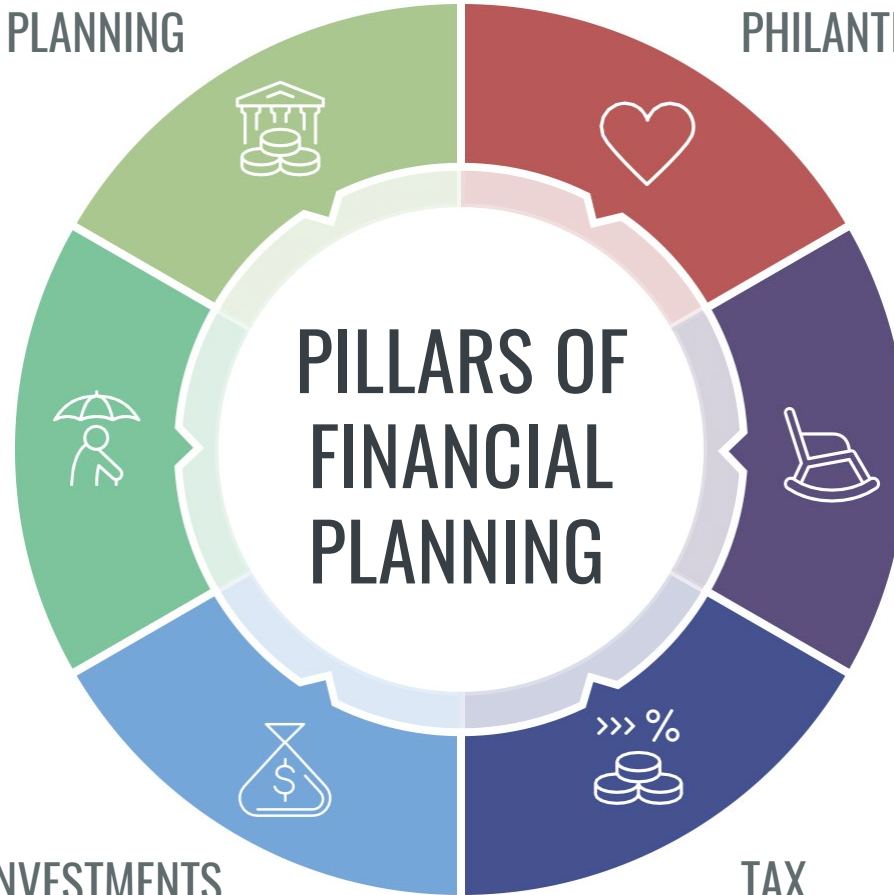 PLANNING
PHILANT
PILLARS OF
FINANCIAL
PLANNING
>>> %
$
NVESTMENTS
TAX